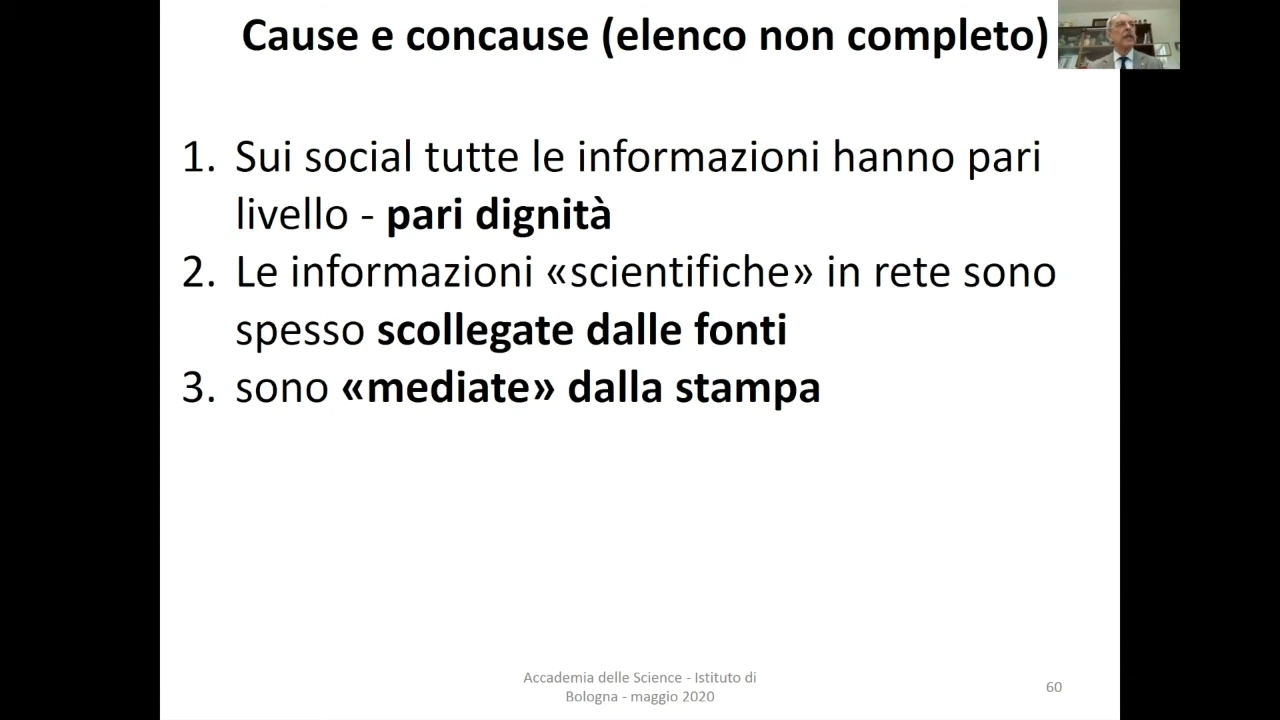 Cause e concause (elenco non completo)
1. Sui social tutte le informazioni hanno pari
livello - pari dignità
2. Le informazioni «scientifiche» in rete sono
spesso scollegate dalle fonti
3. sono «mediate» dalla stampa
Accademia delle Science - Istituto di
Bologna - maggio 2020
60